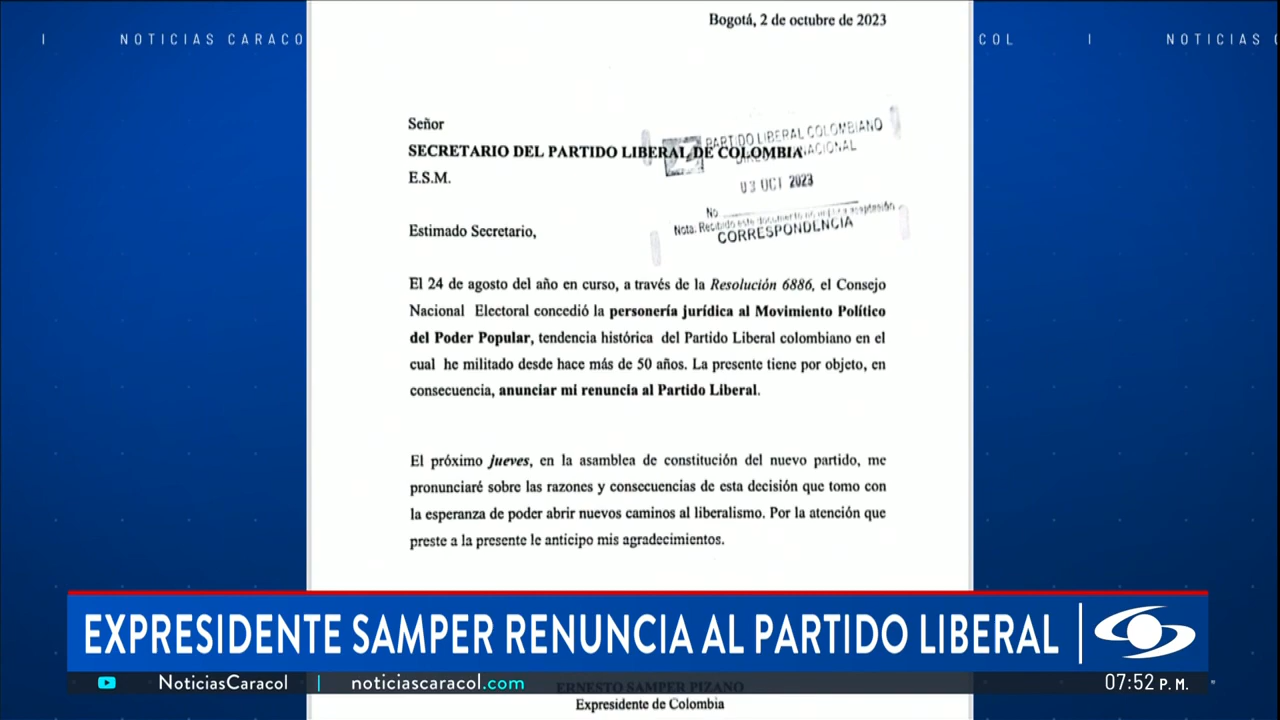 Bogotá, 2 de octubre de 2023
NOTICIAS CARACO
COL
NOTICIAS
Señor
PARTIDO LIBERAL COLOMBIANO
SECRETARIO DEL PARTIDO LIBERAL DE COLOMBIA
NACIONAL
E.S.M.
03 OCT 2023
No
Nota. Recibido este documento no
CORRESPONDENCIA
Estimado Secretario,
El 24 de agosto del año en curso, a través de la Resolución 6886, el Consejo
Nacional Electoral concedió la personería jurídica al Movimiento Político
del Poder Popular, tendencia histórica del Partido Liberal colombiano en el
cual he militado desde hace más de 50 años. La presente tiene por objeto, en
consecuencia, anunciar mi renuncia al Partido Liberal.
El próximo jueves, en la asamblea de constitución del nuevo partido, me
pronunciaré sobre las razones y consecuencias de esta decisión que tomo con
la esperanza de poder abrir nuevos caminos al liberalismo. Por la atención que
preste a la presente le anticipo mis agradecimientos.
EXPRESIDENTE SAMPER RENUNCIA AL PARTIDO LIBERAL
NoticiasCaracol
noticiascaracol.com
07:52 P. M.
ERNESTO SAMPER PIZANO
Expresidente de Colombia